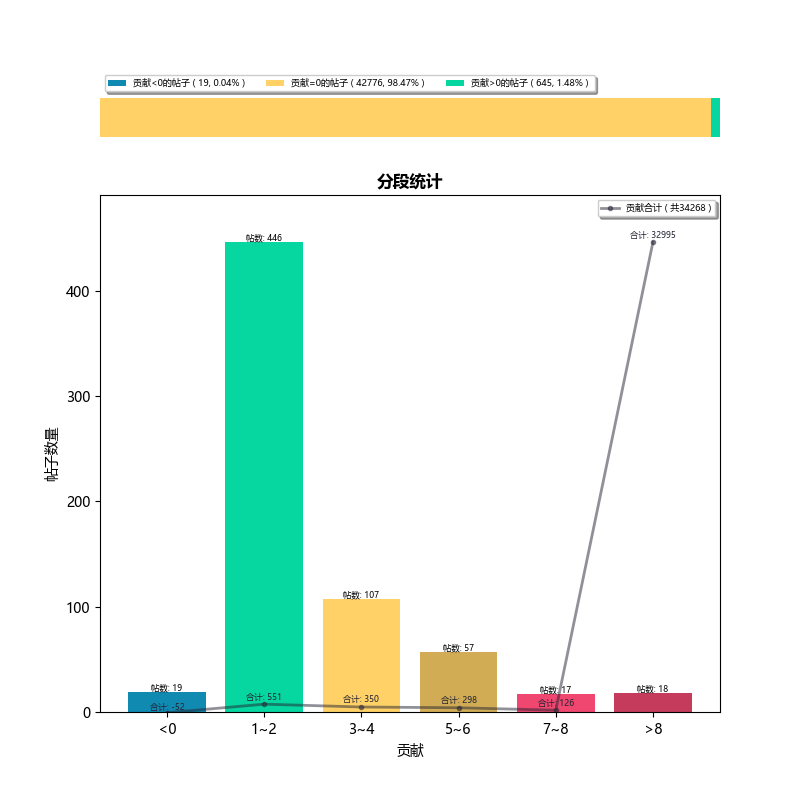 贡献<0的帖子 ( 19, 0.04% ) 贡献=0的帖子 ( 42776, 98.47% ) 贡献>0的帖子 ( 645, 1.48% )
分段统计
贡献合计 ( 共34268 )
合计: 32995
帖数: 446
400
300
帖子数量
200
帖数: 107
100
帖数: 57
帖数: 19
帖数: 17
帖数: 18
合计: -52
合计: 551
合计: 350
合计: 298
合计: 126
0
<0 1~2 3~4 5~6 7~8 >8
贡献